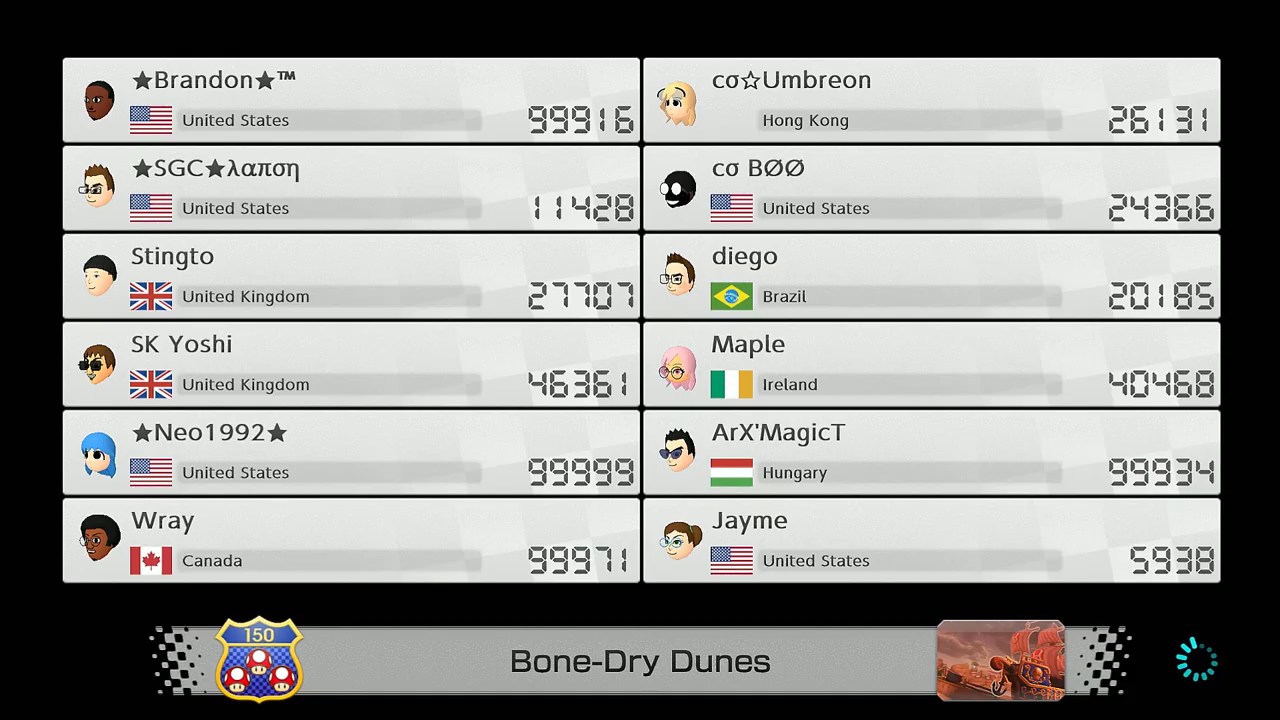 ★Brandon★™
United States 99916
★SGC★λαπση
United States 11428
Stingto
United Kingdom 27707
SK Yoshi
United Kingdom 46361
★Neo1992★
United States 99999
Wray
Canada 99971
cσ☆Umbreon
Hong Kong 26131
cσ BØØ
United States 24366
diego
Brazil 20185
Maple
Ireland 40468
ArX'MagicT
Hungary 99934
Jayme
United States 5938
150
Bone-Dry Dunes